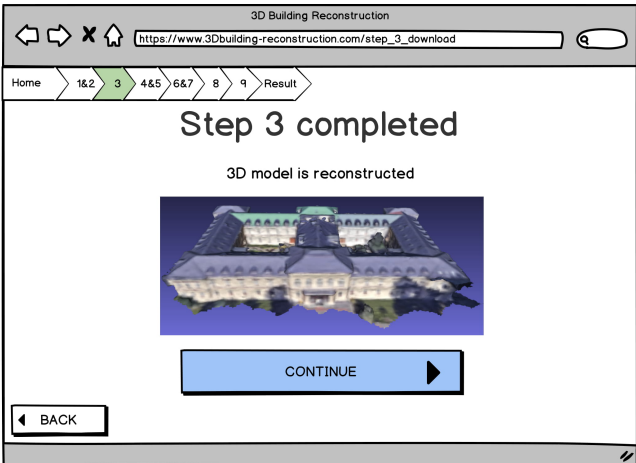 3D Building Reconstruction
https://www.3Dbuilding-reconstruction.com/step_3_download
Home 1&2 3 4&5 6&7 8 9 Result
Step 3 completed
3D model is reconstructed
CONTINUE
BACK